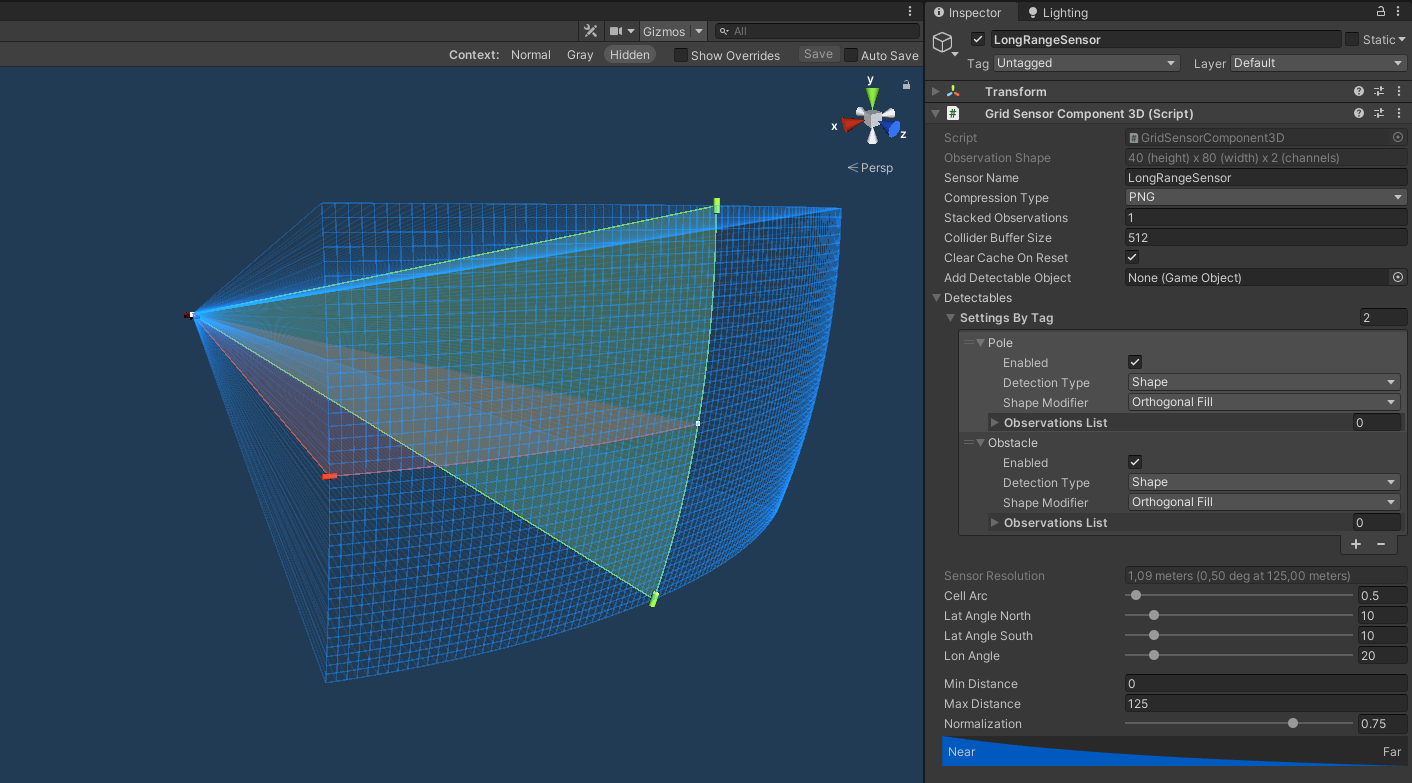 Gizmos
All
Context: Normal Gray Hidden Show Overrides Save Auto Save
y
x
z
Persp
Inspector Lighting
LongRangeSensor Static
Tag Untagged Layer Default
Transform
# Grid Sensor Component 3D (Script)
Script # GridSensorComponent3D
Observation Shape 40 (height) x 80 (width) x 2 (channels)
Sensor Name LongRangeSensor
Compression Type PNG
Stacked Observations 1
Collider Buffer Size 512
Clear Cache On Reset
Add Detectable Object None (Game Object)
Detectables
Settings By Tag 2
Pole
Enabled
Detection Type Shape
Shape Modifier Orthogonal Fill
Observations List 0
Obstacle
Enabled
Detection Type Shape
Shape Modifier Orthogonal Fill
Observations List 0
+ −
Sensor Resolution 1,09 meters (0,50 deg at 125,00 meters)
Cell Arc 0.5
Lat Angle North 10
Lat Angle South 10
Lon Angle 20
Min Distance 0
Max Distance 125
Normalization 0.75
Near Far